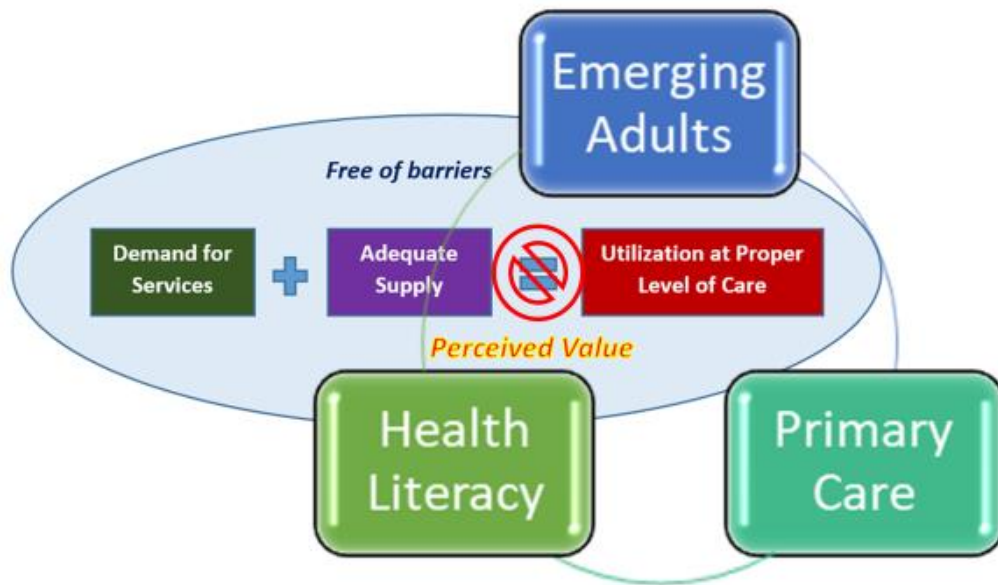 Emerging
Adults
Free of barriers
Demand for
Services
Adequate
Supply
Utilization at Proper
Level of Care
Perceived Value
Health
Literacy
Primary
Care